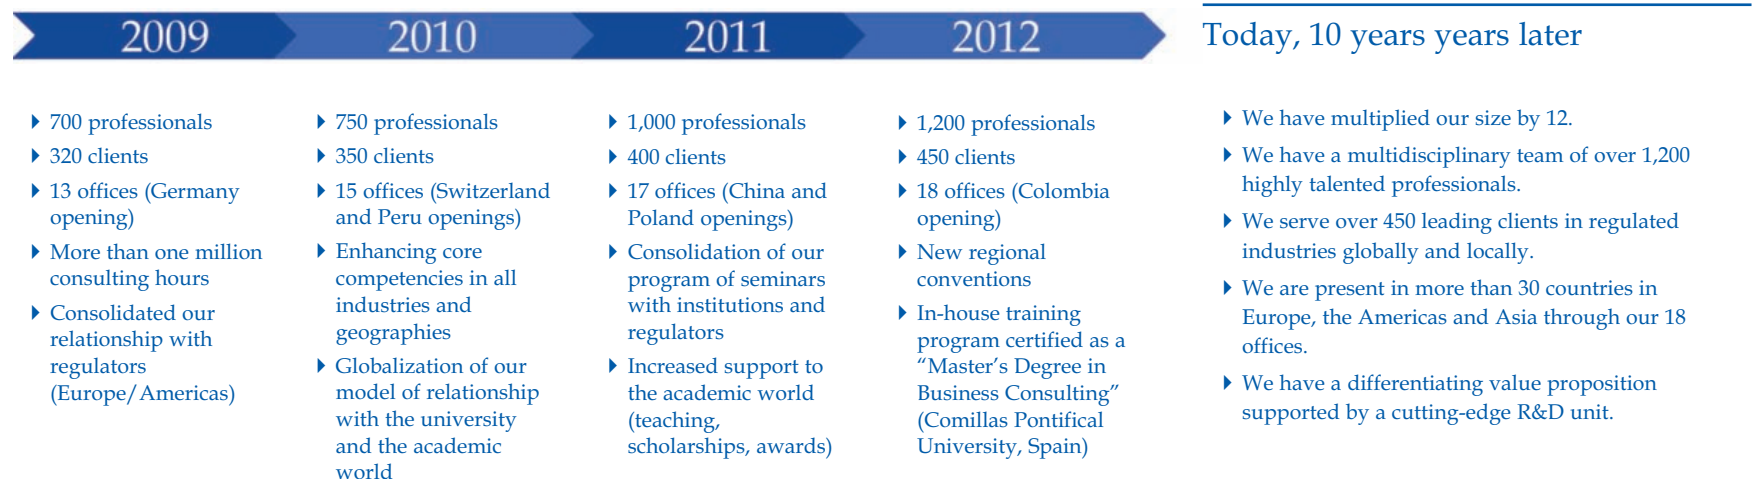 2009
2010
2011
2012
Today, 10 years years later
700 professionals
320 clients
13 offices (Germany
opening)
More than one million
consulting hours
Consolidated our
relationship with
regulators
(Europe/Americas)
750 professionals
350 clients
15 offices (Switzerland
and Peru openings)
Enhancing core
competencies in all
industries and
geographies
Globalization of our
model of relationship
with the university
and the academic
world
1,000 professionals
400 clients
17 offices (China and
Poland openings)
Consolidation of our
program of seminars
with institutions and
regulators
Increased support to
the academic world
(teaching,
scholarships, awards)
1,200 professionals
450 clients
18 offices (Colombia
opening)
New regional
conventions
In-house training
program certified as a
“Master’s Degree in
Business Consulting”
(Comillas Pontifical
University, Spain)
We have multiplied our size by 12.
We have a multidisciplinary team of over 1,200
highly talented professionals.
We serve over 450 leading clients in regulated
industries globally and locally.
We are present in more than 30 countries in
Europe, the Americas and Asia through our 18
offices.
We have a differentiating value proposition
supported by a cutting-edge R&D unit.